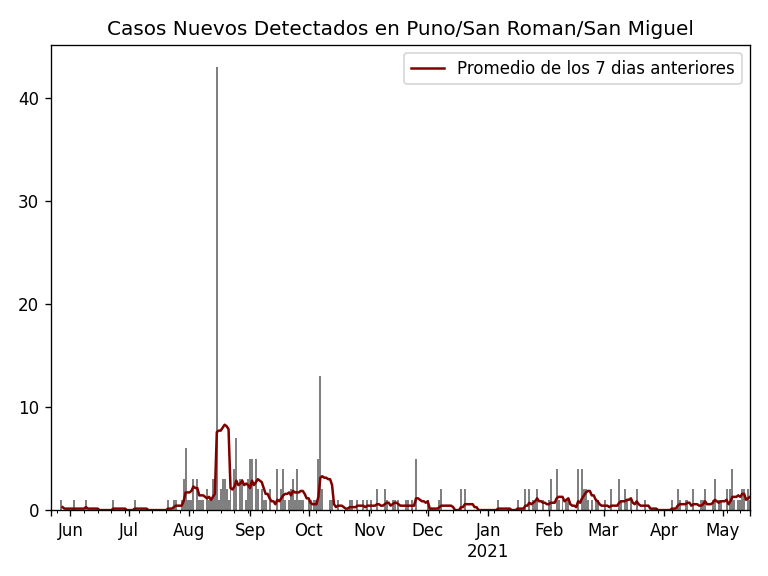 Casos Nuevos Detectados en Puno/San Roman/San Miguel
Promedio de los 7 dias anteriores
40
30
20
10
0
Jun Jul Aug Sep Oct Nov Dec Jan Feb Mar Apr May
2021